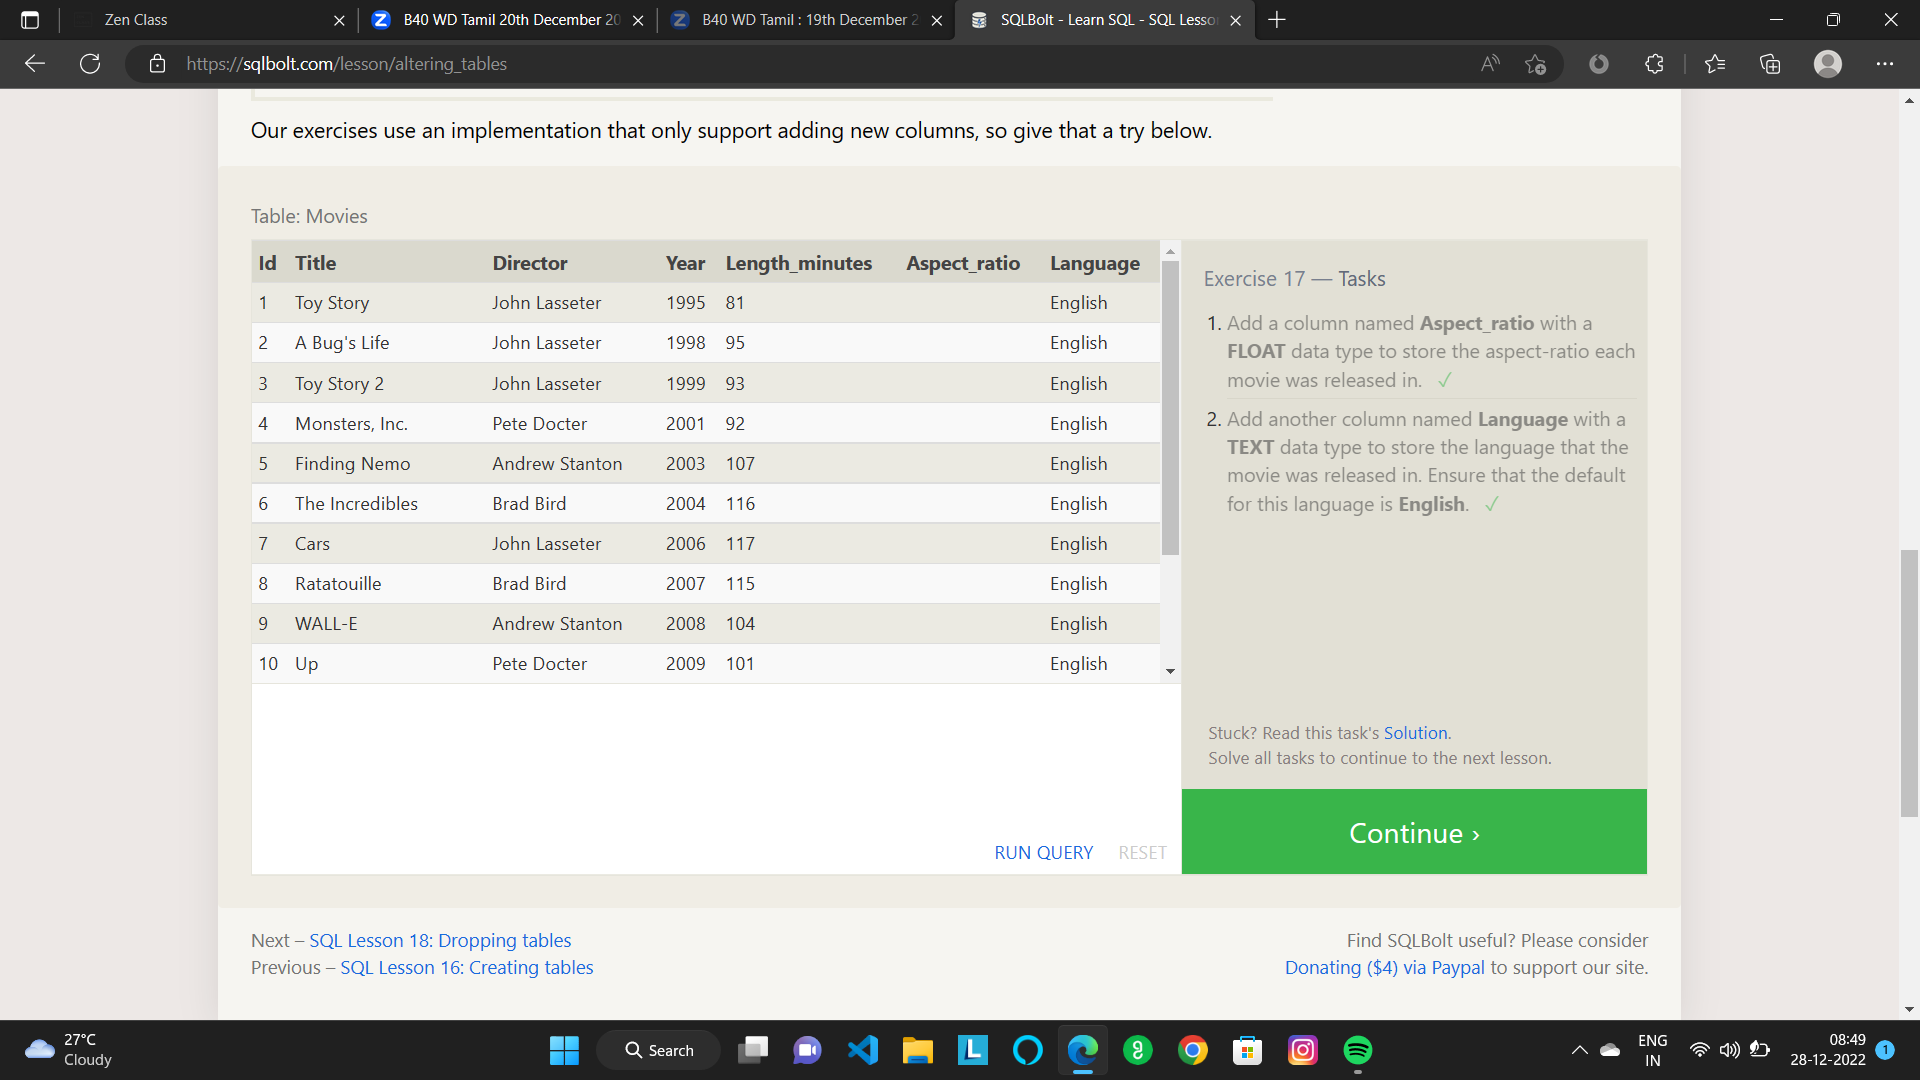 Zen Class
B40 WD Tamil 20th December 20
B40 WD Tamil : 19th December 2
SQLBolt - Learn SQL - SQL Lesso
https://sqlbolt.com/lesson/altering_tables
Our exercises use an implementation that only support adding new columns, so give that a try below.
Table: Movies
Id Title Director Year Length_minutes Aspect_ratio Language
1 Toy Story John Lasseter 1995 81 English
2 A Bug's Life John Lasseter 1998 95 English
3 Toy Story 2 John Lasseter 1999 93 English
4 Monsters, Inc. Pete Docter 2001 92 English
5 Finding Nemo Andrew Stanton 2003 107 English
6 The Incredibles Brad Bird 2004 116 English
7 Cars John Lasseter 2006 117 English
8 Ratatouille Brad Bird 2007 115 English
9 WALL-E Andrew Stanton 2008 104 English
10 Up Pete Docter 2009 101 English
RUN QUERY RESET
Exercise 17 — Tasks
1. Add a column named Aspect_ratio with a
FLOAT data type to store the aspect-ratio each
movie was released in. ✓
2. Add another column named Language with a
TEXT data type to store the language that the
movie was released in. Ensure that the default
for this language is English. ✓
Stuck? Read this task's Solution.
Solve all tasks to continue to the next lesson.
Continue ›
Next – SQL Lesson 18: Dropping tables
Previous – SQL Lesson 16: Creating tables
Find SQLBolt useful? Please consider
Donating ($4) via Paypal to support our site.
27°C
Cloudy
Search
ENG
IN
08:49
28-12-2022
1